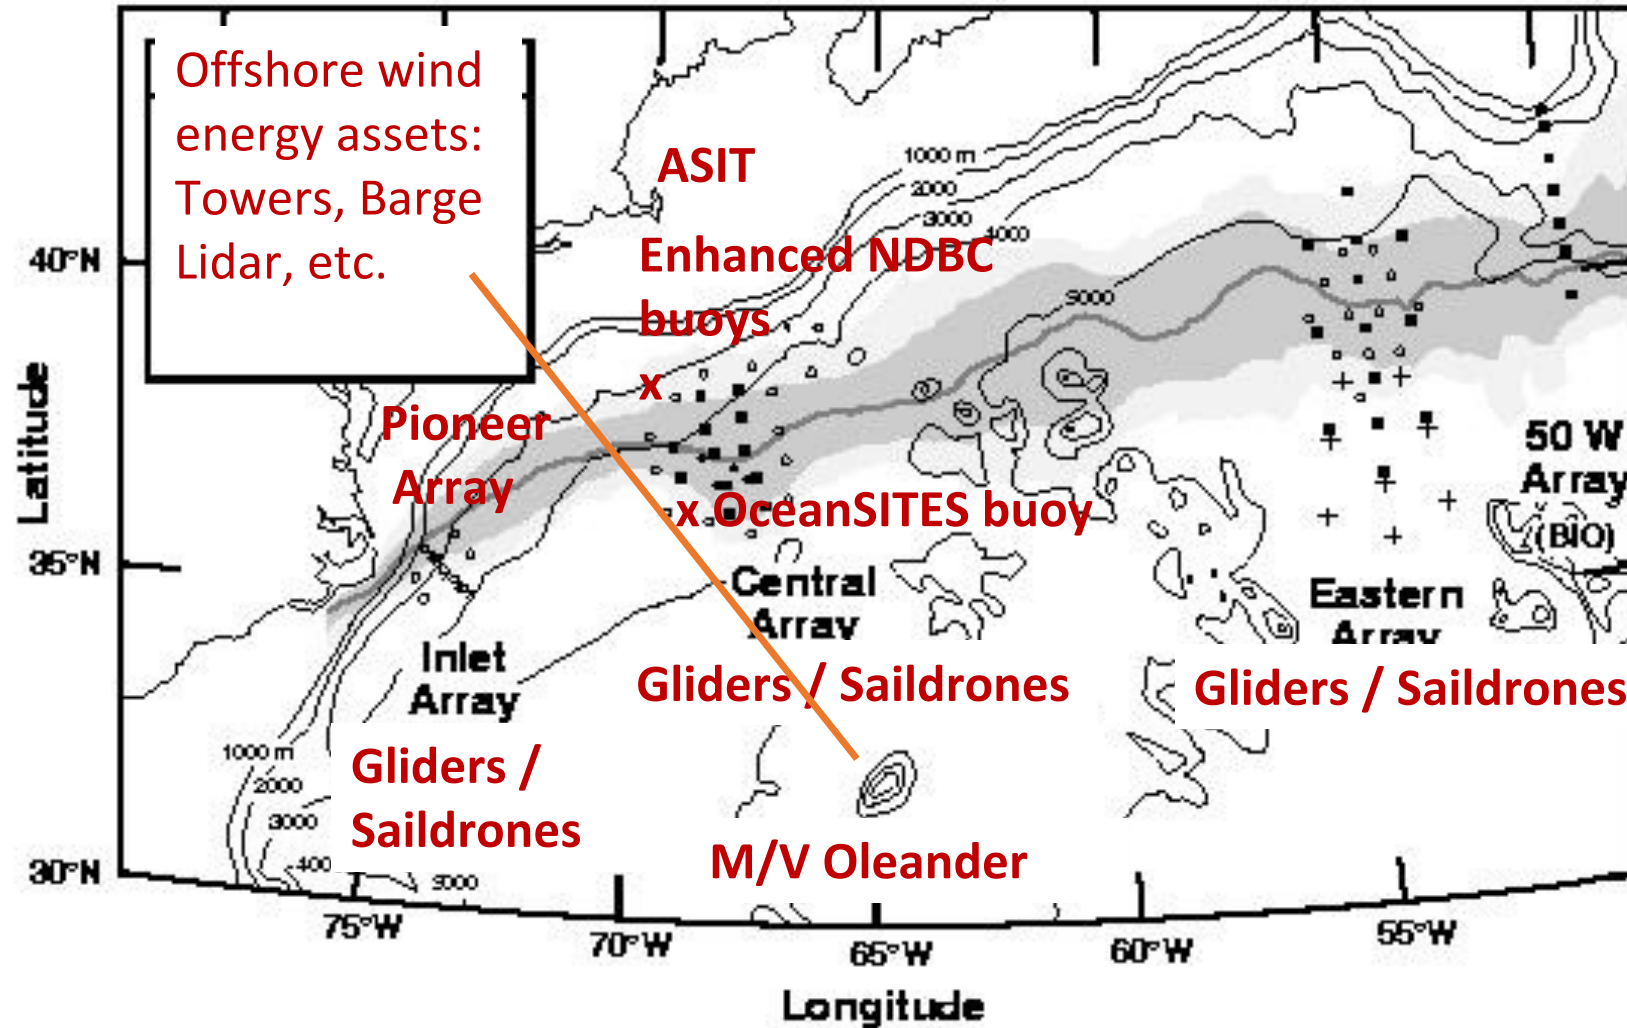 Offshore wind
energy assets:
Towers, Barge
Lidar, etc.
ASIT
1000 m
2000
3000
4000
Enhanced NDBC
buoys
x
40°N
5000
Pioneer
Array
50 W
Array
(BIO)
x OceanSITES buoy
Latitude
35°N
Central
Array
Eastern
Array
Inlet
Array
Gliders / Saildrones
Gliders / Saildrones
1000 m
2000
3000
400
5000
Gliders /
Saildrones
M/V Oleander
30°N
75°W
70°W
65°W
60°W
55°W
Longitude